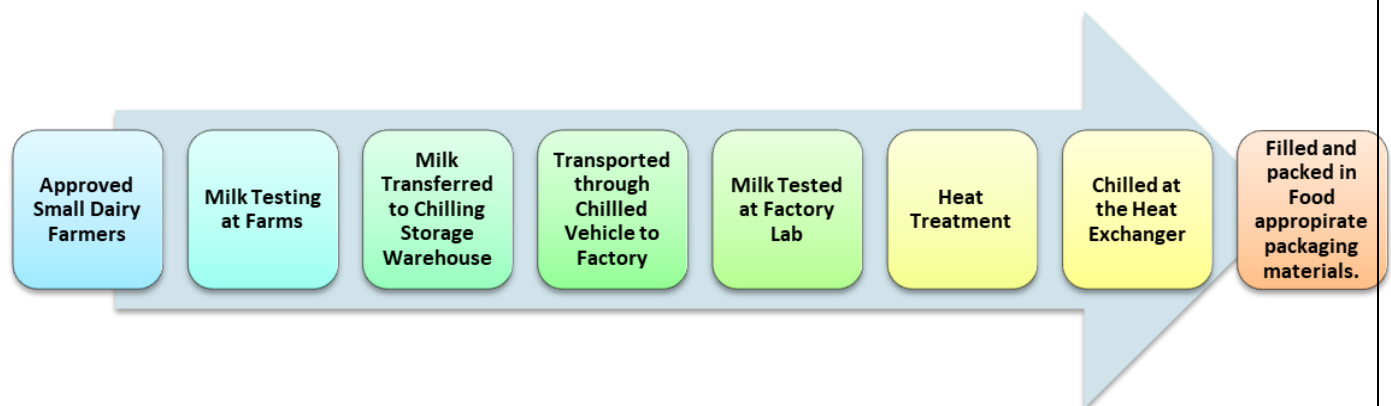 Approved
Small Dairy
Farmers
Milk Testing
at Farms
Milk
Transferred
to Chilling
Storage
Warehouse
Transported
through
Chillled
Vehicle to
Factory
Milk Tested
at Factory
Lab
Heat
Treatment
Chilled at
the Heat
Exchanger
Filled and
packed in
Food
appropirate
packaging
materials.